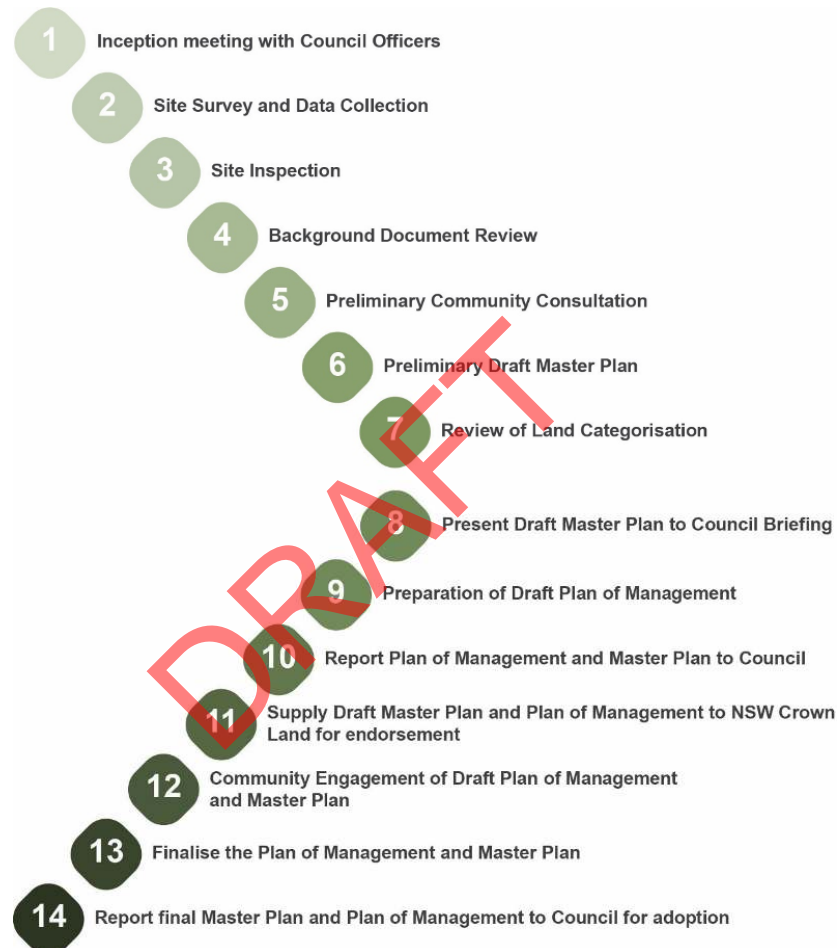 1
Inception meeting with Council Officers
2
Site Survey and Data Collection
3
Site Inspection
4
Background Document Review
5
Preliminary Community Consultation
6
Preliminary Draft Master Plan
7
Review of Land Categorisation
8
Present Draft Master Plan to Council Briefing
9
Preparation of Draft Plan of Management
10
Report Plan of Management and Master Plan to Council
11
Supply Draft Master Plan and Plan of Management to NSW Crown
Land for endorsement
12
Community Engagement of Draft Plan of Management
and Master Plan
13
Finalise the Plan of Management and Master Plan
14
Report final Master Plan and Plan of Management to Council for adoption
DRAFT